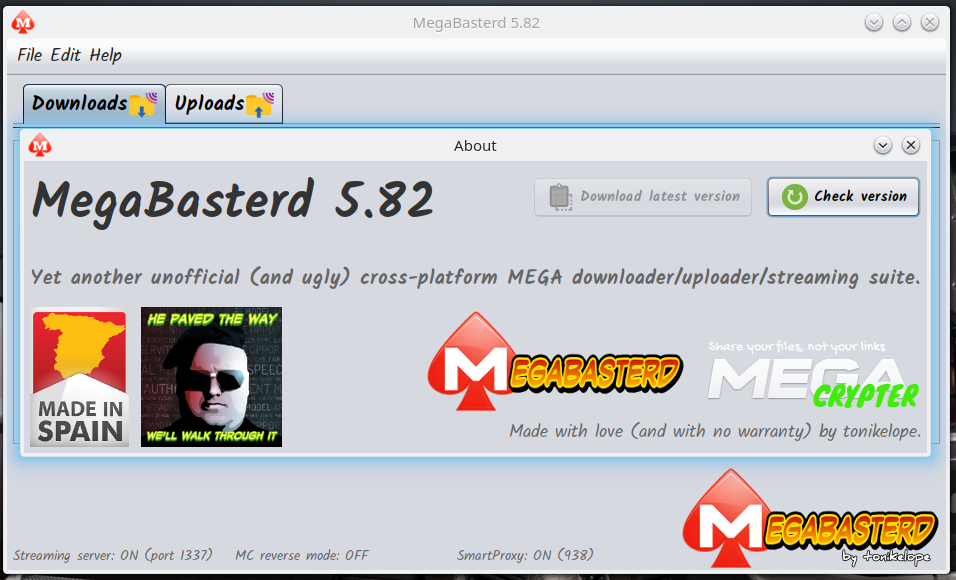 MegaBasterd 5.82
File Edit Help
Downloads
Uploads
About
MegaBasterd 5.82
Download latest version
Check version
Yet another unofficial (and ugly) cross-platform MEGA downloader/uploader/streaming suite.
MADE IN
SPAIN
HE PAVED THE WAY
WE'LL WALK THROUGH IT
M
MEGABASTERD
Share your files, not your links
MEGA
CRYPTER
Made with love (and with no warranty) by tonikelope.
M
MEGABASTERD
by tonikelope
Streaming server: ON (port 1337)
MC reverse mode: OFF
SmartProxy: ON (938)